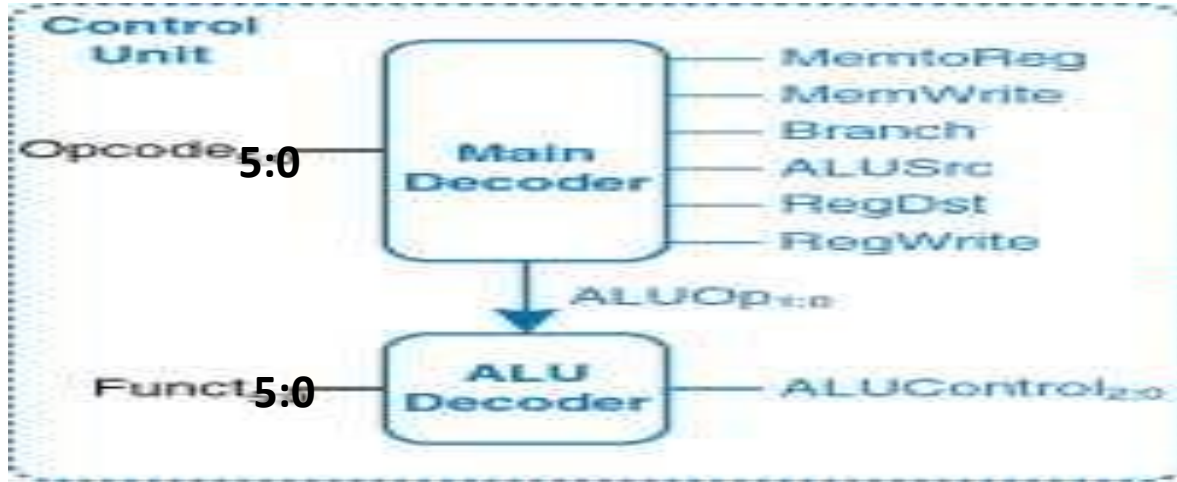 Control
Unit
MemtoReg
MemWrite
Branch
Opcode5:0
Main
Decoder
ALUSrc
RegDst
RegWrite
ALUOp1:0
Funct5:0
ALU
Decoder
ALUControl2:0